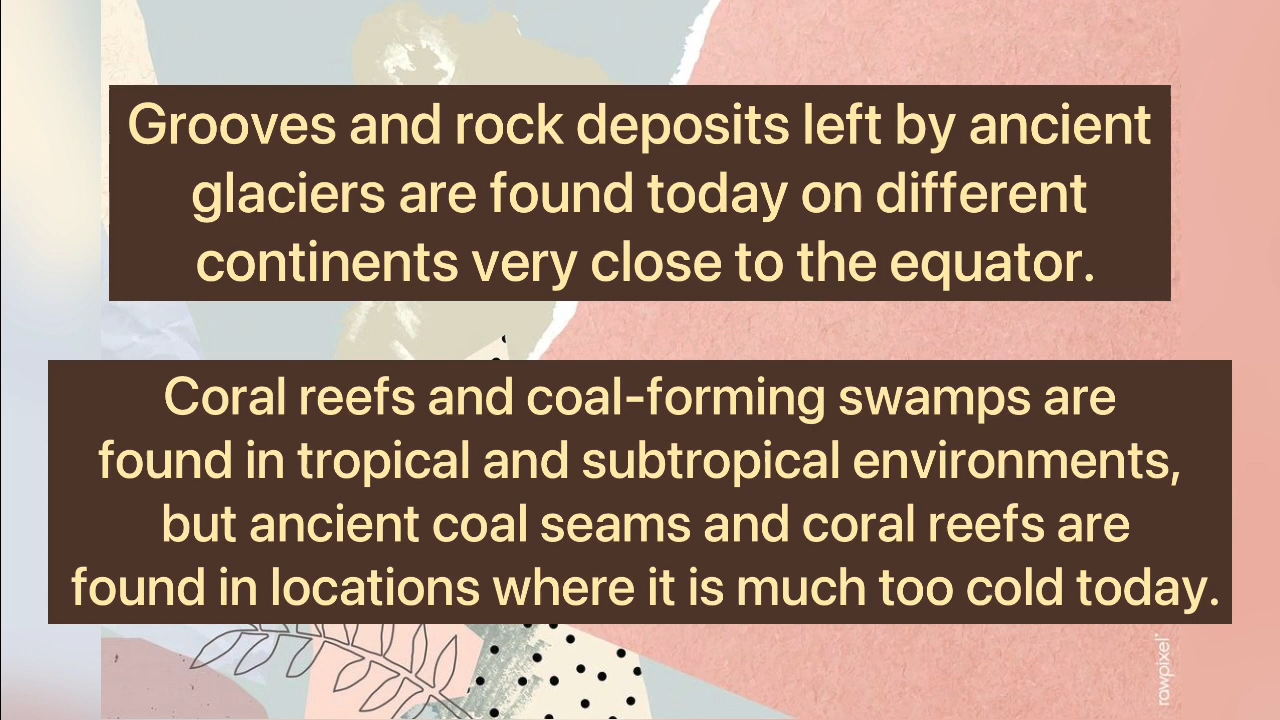 Grooves and rock deposits left by ancient
glaciers are found today on different
continents very close to the equator.
Coral reefs and coal-forming swamps are
found in tropical and subtropical environments,
but ancient coal seams and coral reefs are
found in locations where it is much too cold today.
rawpixel